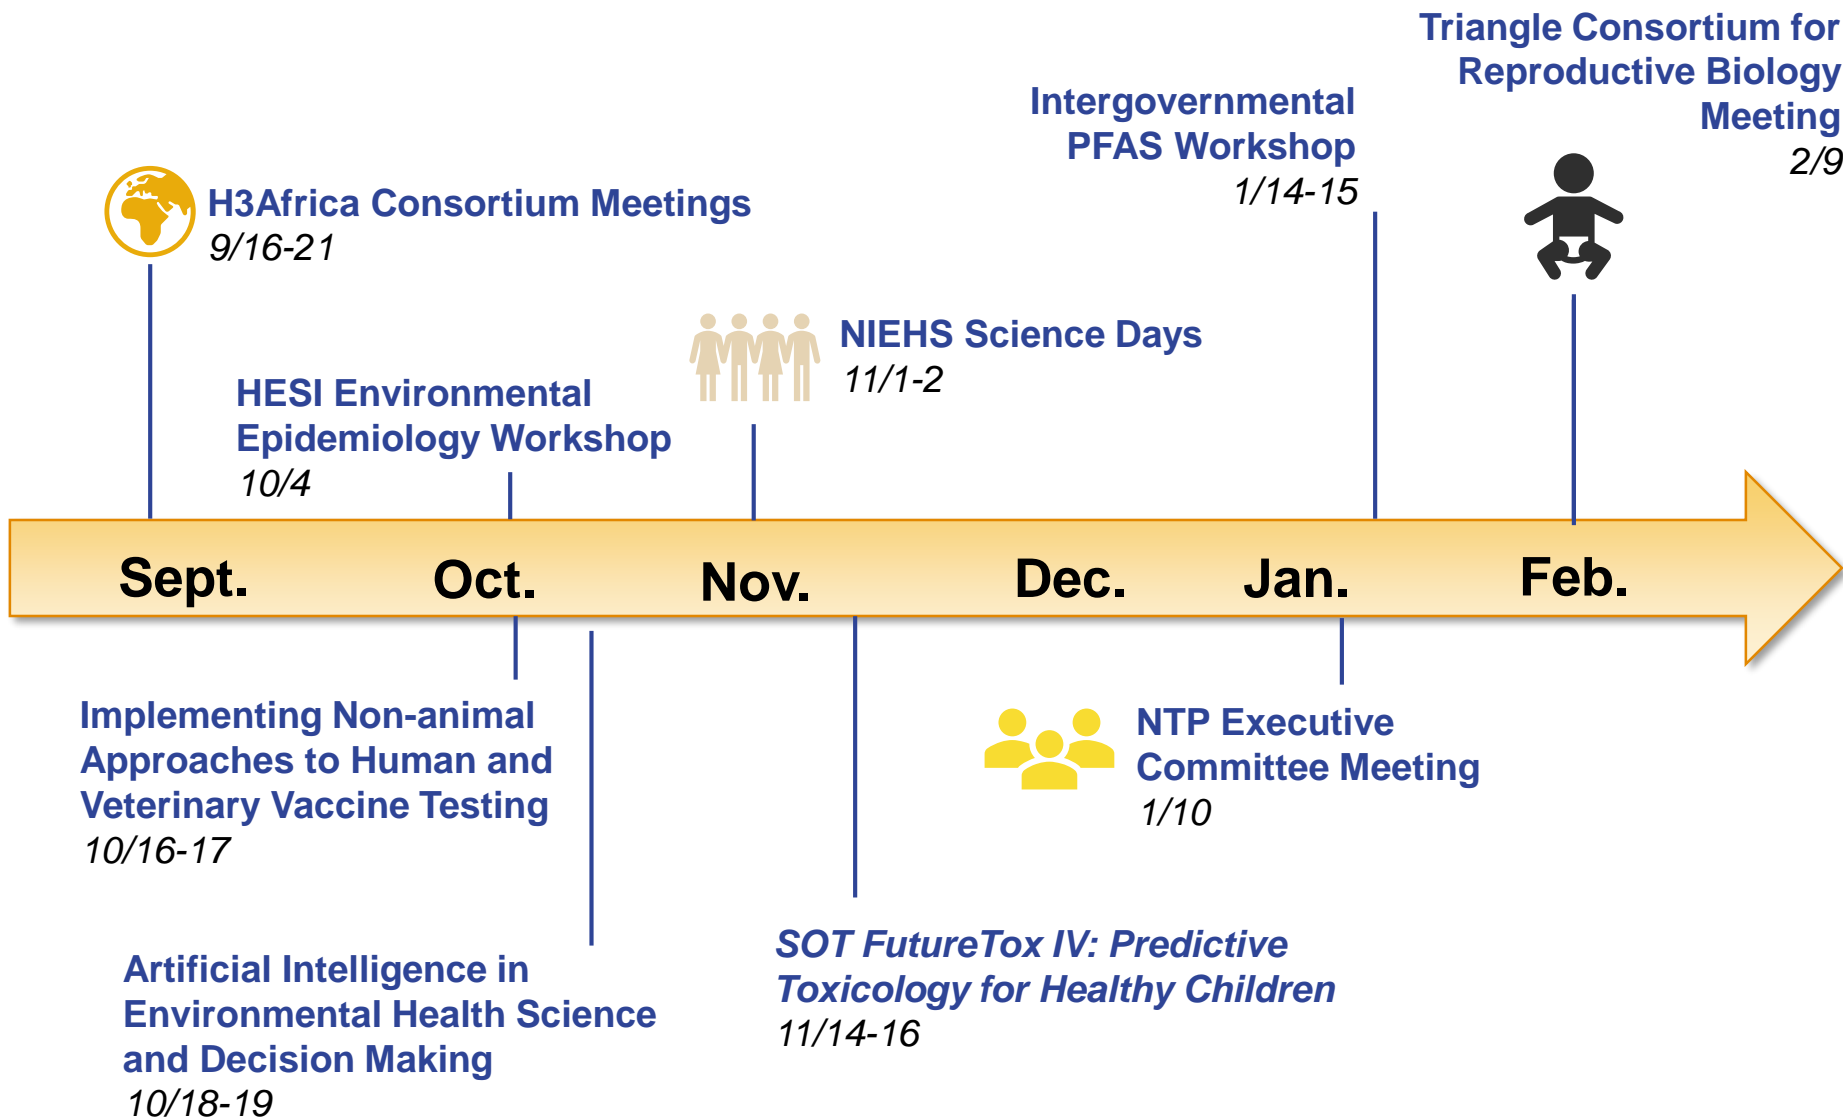 Triangle Consortium for
Reproductive Biology
Meeting
2/9
Intergovernmental
PFAS Workshop
1/14-15
H3Africa Consortium Meetings
9/16-21
NIEHS Science Days
11/1-2
HESI Environmental
Epidemiology Workshop
10/4
Sept.
Oct.
Nov.
Dec.
Jan.
Feb.
Implementing Non-animal
Approaches to Human and
Veterinary Vaccine Testing
10/16-17
NTP Executive
Committee Meeting
1/10
Artificial Intelligence in
Environmental Health Science
and Decision Making
10/18-19
SOT FutureTox IV: Predictive
Toxicology for Healthy Children
11/14-16